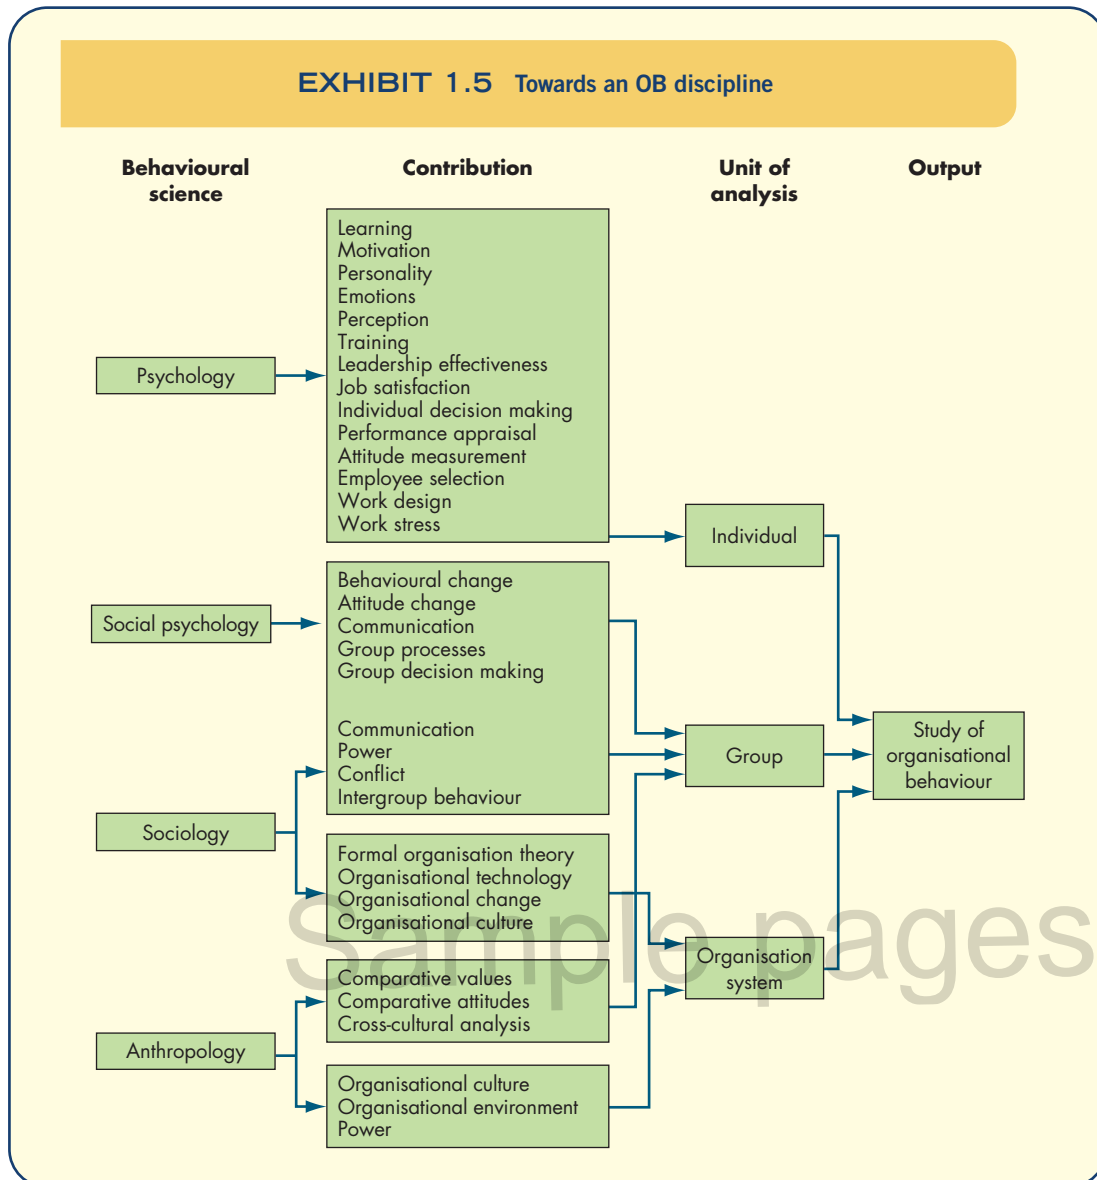 EXHIBIT 1.5 Towards an OB discipline
Behavioural
science
Contribution
Unit of
analysis
Output
Psychology
Learning
Motivation
Personality
Emotions
Perception
Training
Leadership effectiveness
Job satisfaction
Individual decision making
Performance appraisal
Attitude measurement
Employee selection
Work design
Work stress
Individual
Social psychology
Behavioural change
Attitude change
Communication
Group processes
Group decision making
Communication
Power
Conflict
Intergroup behaviour
Group
Study of
organisational
behaviour
Sociology
Formal organisation theory
Organisational technology
Organisational change
Organisational culture
Organisation
system
Anthropology
Comparative values
Comparative attitudes
Cross-cultural analysis
Organisational culture
Organisational environment
Power
Sample pages